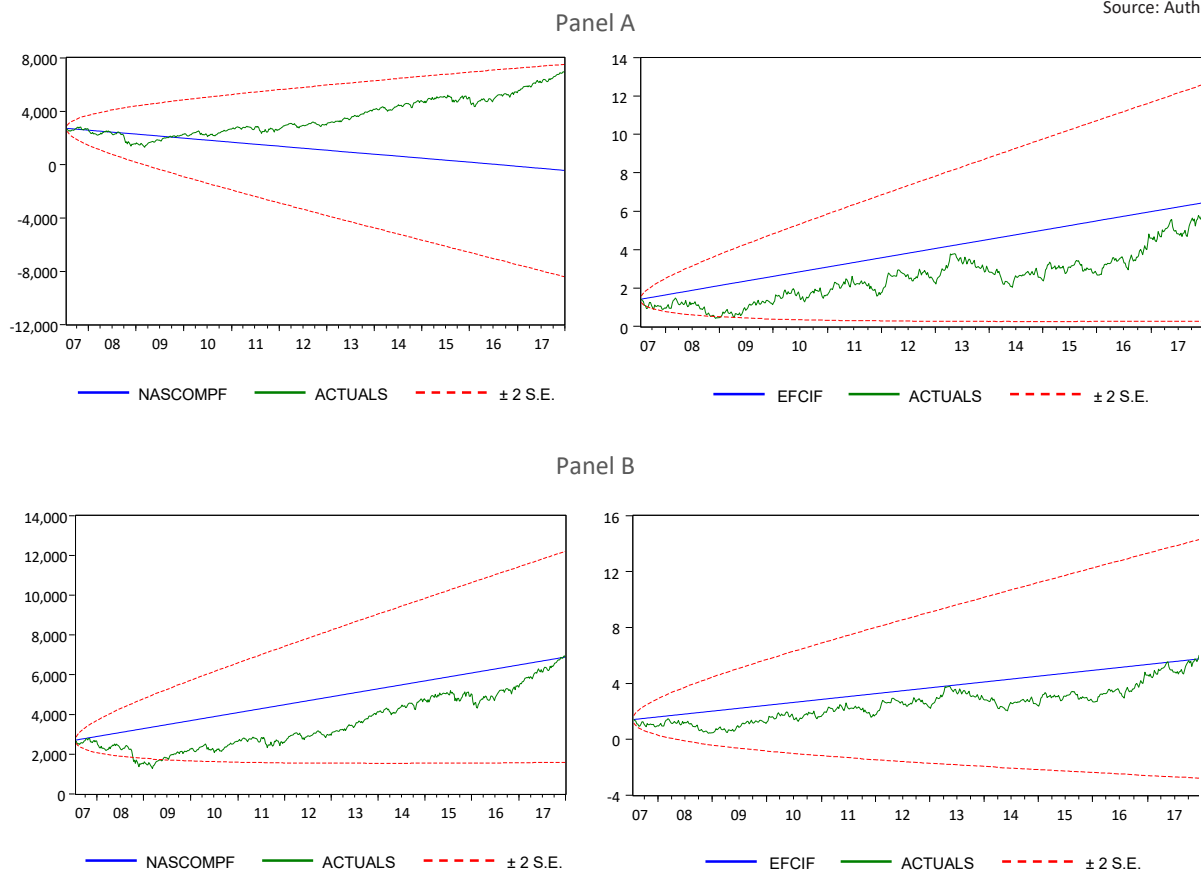 Source: Auth
Panel A
8,000
4,000
0
-4,000
-8,000
-12,000
07 08 09 10 11 12 13 14 15 16 17
NASCOMPF ACTUALS ± 2 S.E.
14
12
10
8
6
4
2
0
07 08 09 10 11 12 13 14 15 16 17
EFCIF ACTUALS ± 2 S.E.
Panel B
14,000
12,000
10,000
8,000
6,000
4,000
2,000
0
07 08 09 10 11 12 13 14 15 16 17
NASCOMPF ACTUALS ± 2 S.E.
16
12
8
4
0
-4
07 08 09 10 11 12 13 14 15 16 17
EFCIF ACTUALS ± 2 S.E.